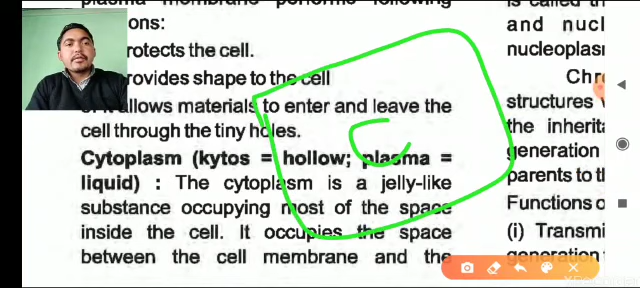 plasma membrane performs following
ons:
rotects the cell.
rovides shape to the cell
allows materials to enter and leave the
cell through the tiny holes.
Cytoplasm (kytos = hollow; plasma =
liquid) : The cytoplasm is a jelly-like
substance occupying most of the space
inside the cell. It occupies the space
between the cell membrane and the
is called
and nucl
nucleoplas
Chr
structures
the inherit
generation
parents to t
Functions o
(i) Transmi
generation